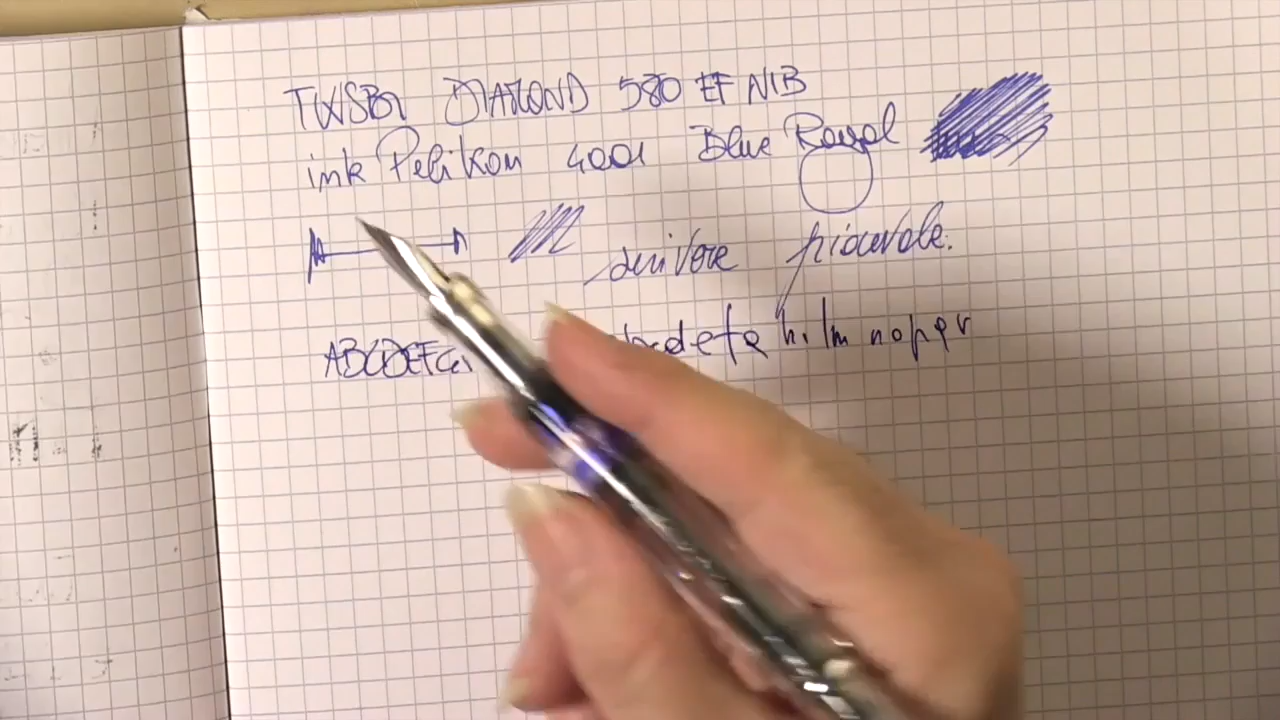 TWSBI DIAMOND 580 EF NIB
ink Pelikan 4001 Blue Royal
scrivere piacevole.
ABCDEFG bcdefg hilm nopqr